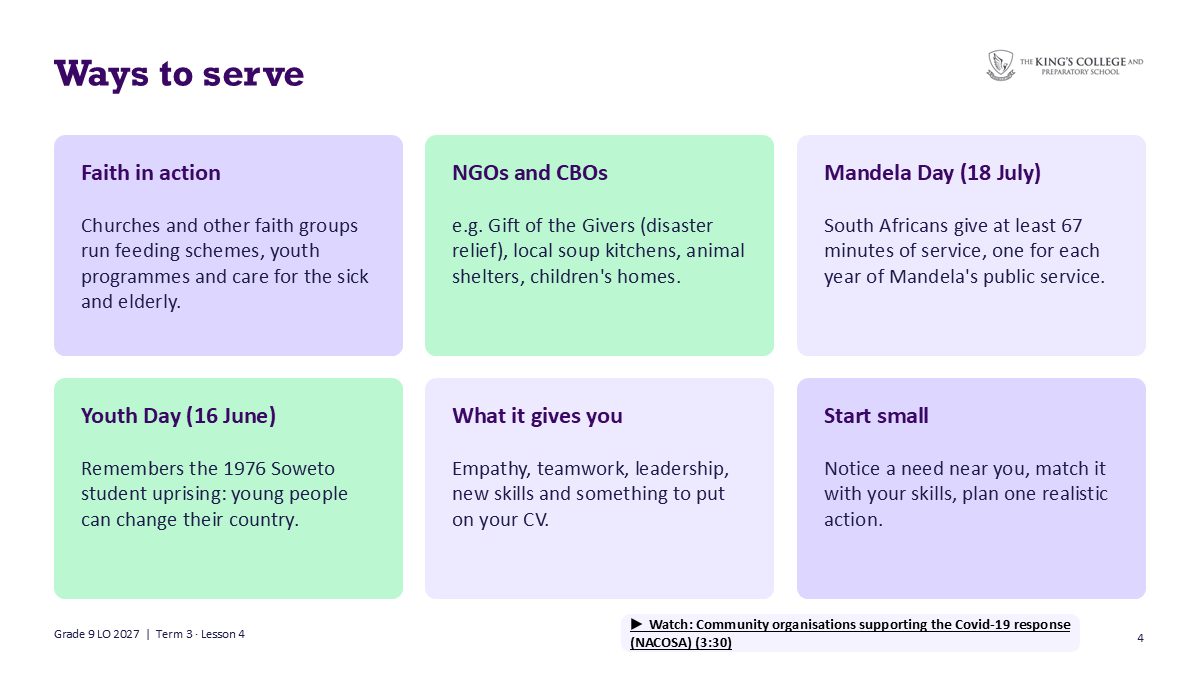 Ways to serve
THE KING'S COLLEGE AND
PREPARATORY SCHOOL
Faith in action
Churches and other faith groups
run feeding schemes, youth
programmes and care for the sick
and elderly.
NGOs and CBOs
e.g. Gift of the Givers (disaster
relief), local soup kitchens, animal
shelters, children's homes.
Mandela Day (18 July)
South Africans give at least 67
minutes of service, one for each
year of Mandela's public service.
Youth Day (16 June)
Remembers the 1976 Soweto
student uprising: young people
can change their country.
What it gives you
Empathy, teamwork, leadership,
new skills and something to put
on your CV.
Start small
Notice a need near you, match it
with your skills, plan one realistic
action.
Grade 9 LO 2027 | Term 3 · Lesson 4
▶ Watch: Community organisations supporting the Covid-19 response
(NACOSA) (3:30)
4